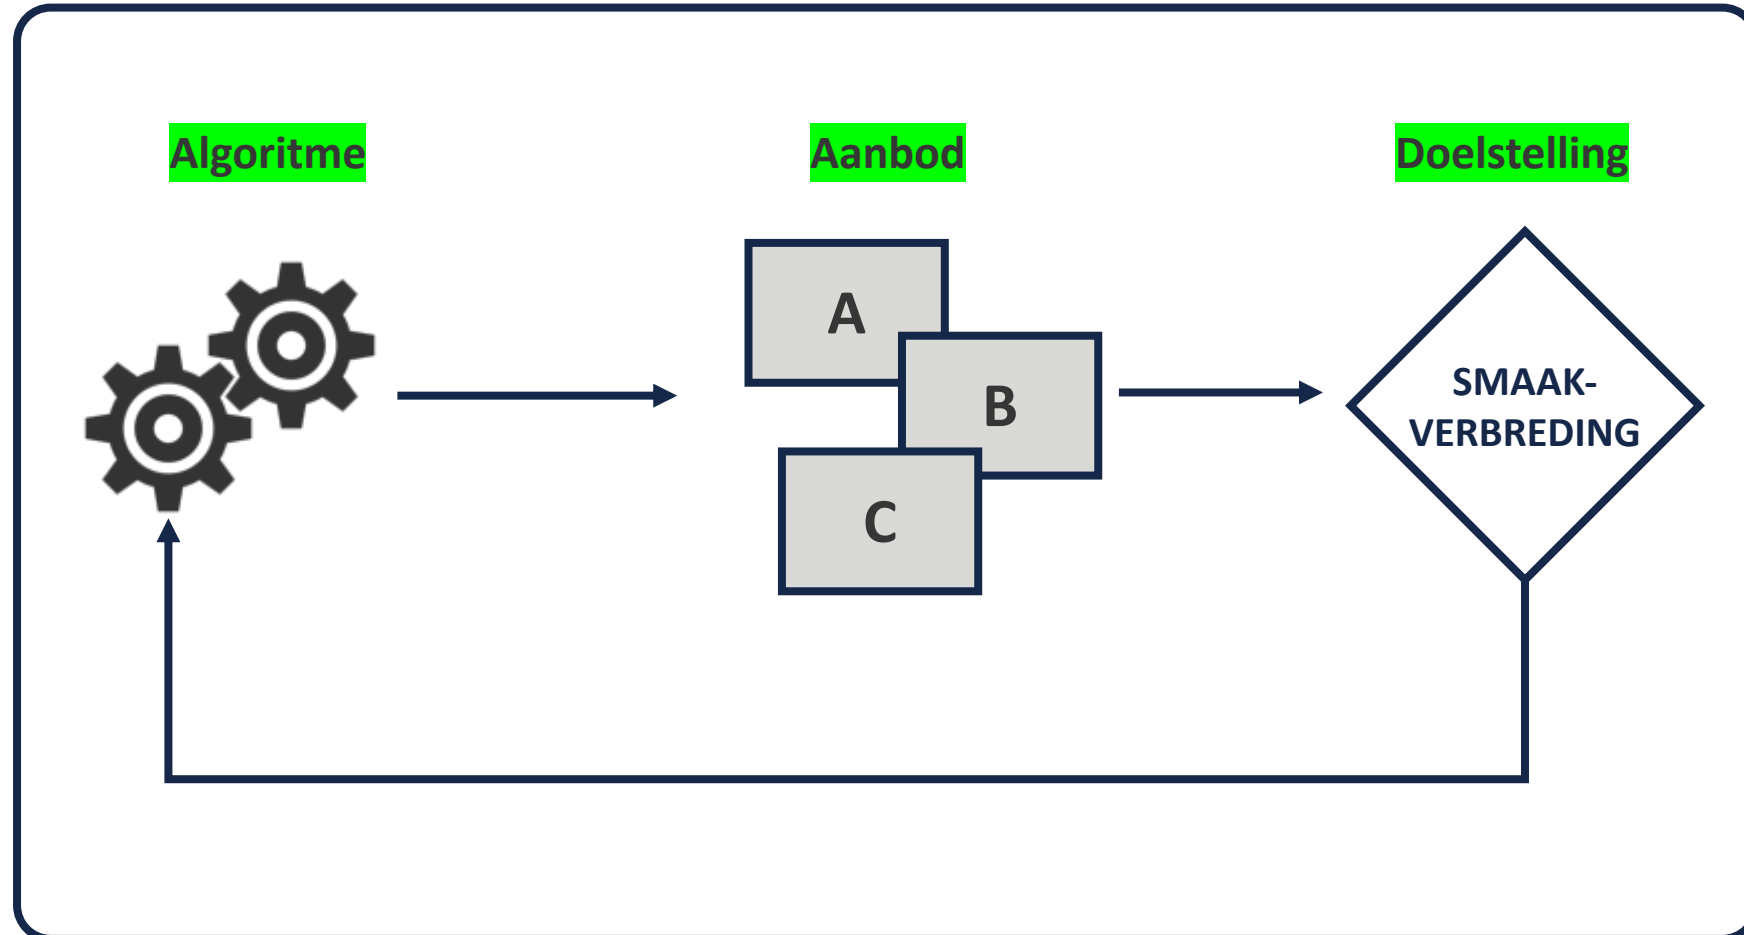 Algoritme
Aanbod
Doelstelling
A
B
C
SMAAK-
VERBREDING